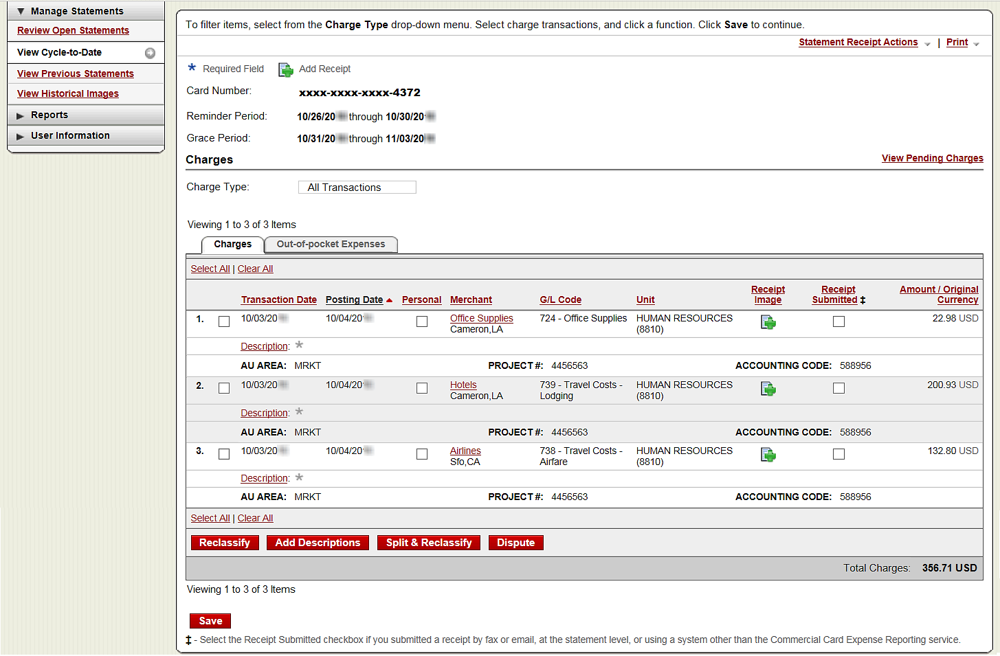 Manage Statements
Review Open Statements
View Cycle-to-Date
View Previous Statements
View Historical Images
Reports
User Information
To filter items, select from the Charge Type drop-down menu. Select charge transactions, and click a function. Click Save to continue.
Statement Receipt Actions | Print
* Required Field Add Receipt
Card Number: xxxx-xxxx-xxxx-4372
Reminder Period: 10/26/20 through 10/30/20
Grace Period: 10/31/20 through 11/03/20
Charges View Pending Charges
Charge Type: All Transactions
Viewing 1 to 3 of 3 Items
Charges Out-of-pocket Expenses
Select All | Clear All
Transaction Date Posting Date Personal Merchant G/L Code Unit Receipt Image Receipt Submitted ‡ Amount / Original Currency
1. 10/03/20 10/04/20 Office Supplies 724 - Office Supplies HUMAN RESOURCES 22.98 USD
Cameron,LA (8810)
Description: *
AU AREA: MRKT PROJECT #: 4456563 ACCOUNTING CODE: 588956
2. 10/03/20 10/04/20 Hotels 739 - Travel Costs - HUMAN RESOURCES 200.93 USD
Cameron,LA Lodging (8810)
Description: *
AU AREA: MRKT PROJECT #: 4456563 ACCOUNTING CODE: 588956
3. 10/03/20 10/04/20 Airlines 738 - Travel Costs - HUMAN RESOURCES 132.80 USD
Sfo,CA Airfare (8810)
Description: *
AU AREA: MRKT PROJECT #: 4456563 ACCOUNTING CODE: 588956
Select All | Clear All
Reclassify Add Descriptions Split & Reclassify Dispute
Total Charges: 356.71 USD
Viewing 1 to 3 of 3 Items
Save
‡ - Select the Receipt Submitted checkbox if you submitted a receipt by fax or email, at the statement level, or using a system other than the Commercial Card Expense Reporting service.